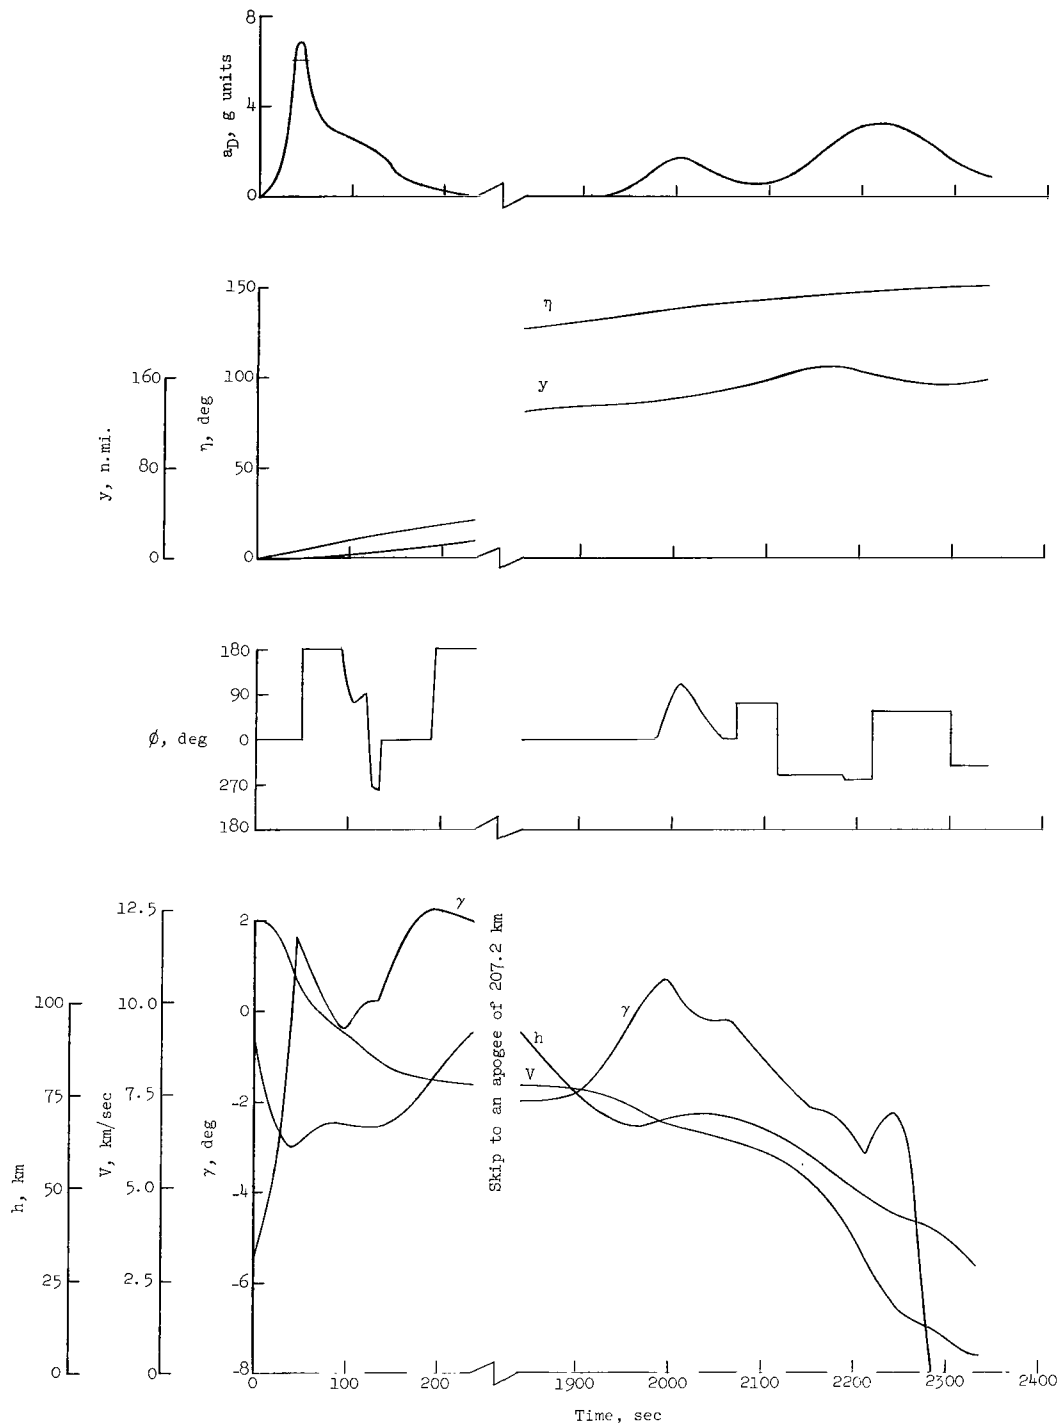 8
4
0
a_D, g units
150
100
50
0
η, deg
160
80
0
y, n.mi.
η
y
180
90
0
270
180
ϕ, deg
12.5
10.0
7.5
5.0
2.5
0
V, km/sec
100
75
50
25
0
h, km
2
0
-2
-4
-6
-8
γ, deg
γ
Skip to an apogee of 207.2 km
γ
h
V
0 100 200 1900 2000 2100 2200 2300 2400
Time, sec